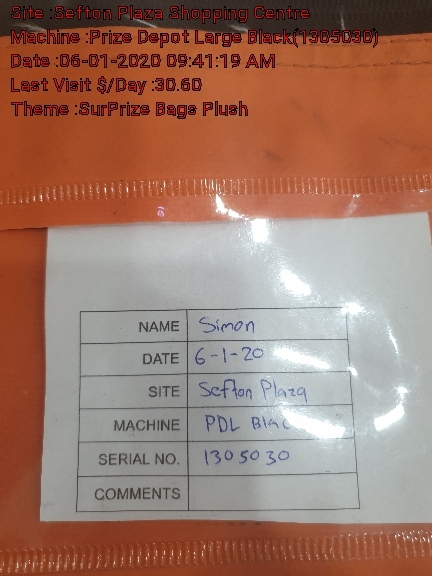 Site :Sefton Plaza Shopping Centre
Machine :Prize Depot Large Black(1305030)
Date :06-01-2020 09:41:19 AM
Last Visit $/Day :30.60
Theme :SurPrize Bags Plush
NAME Simon
DATE 6-1-20
SITE Sefton Plaza
MACHINE PDL Blac
SERIAL NO. 1305030
COMMENTS